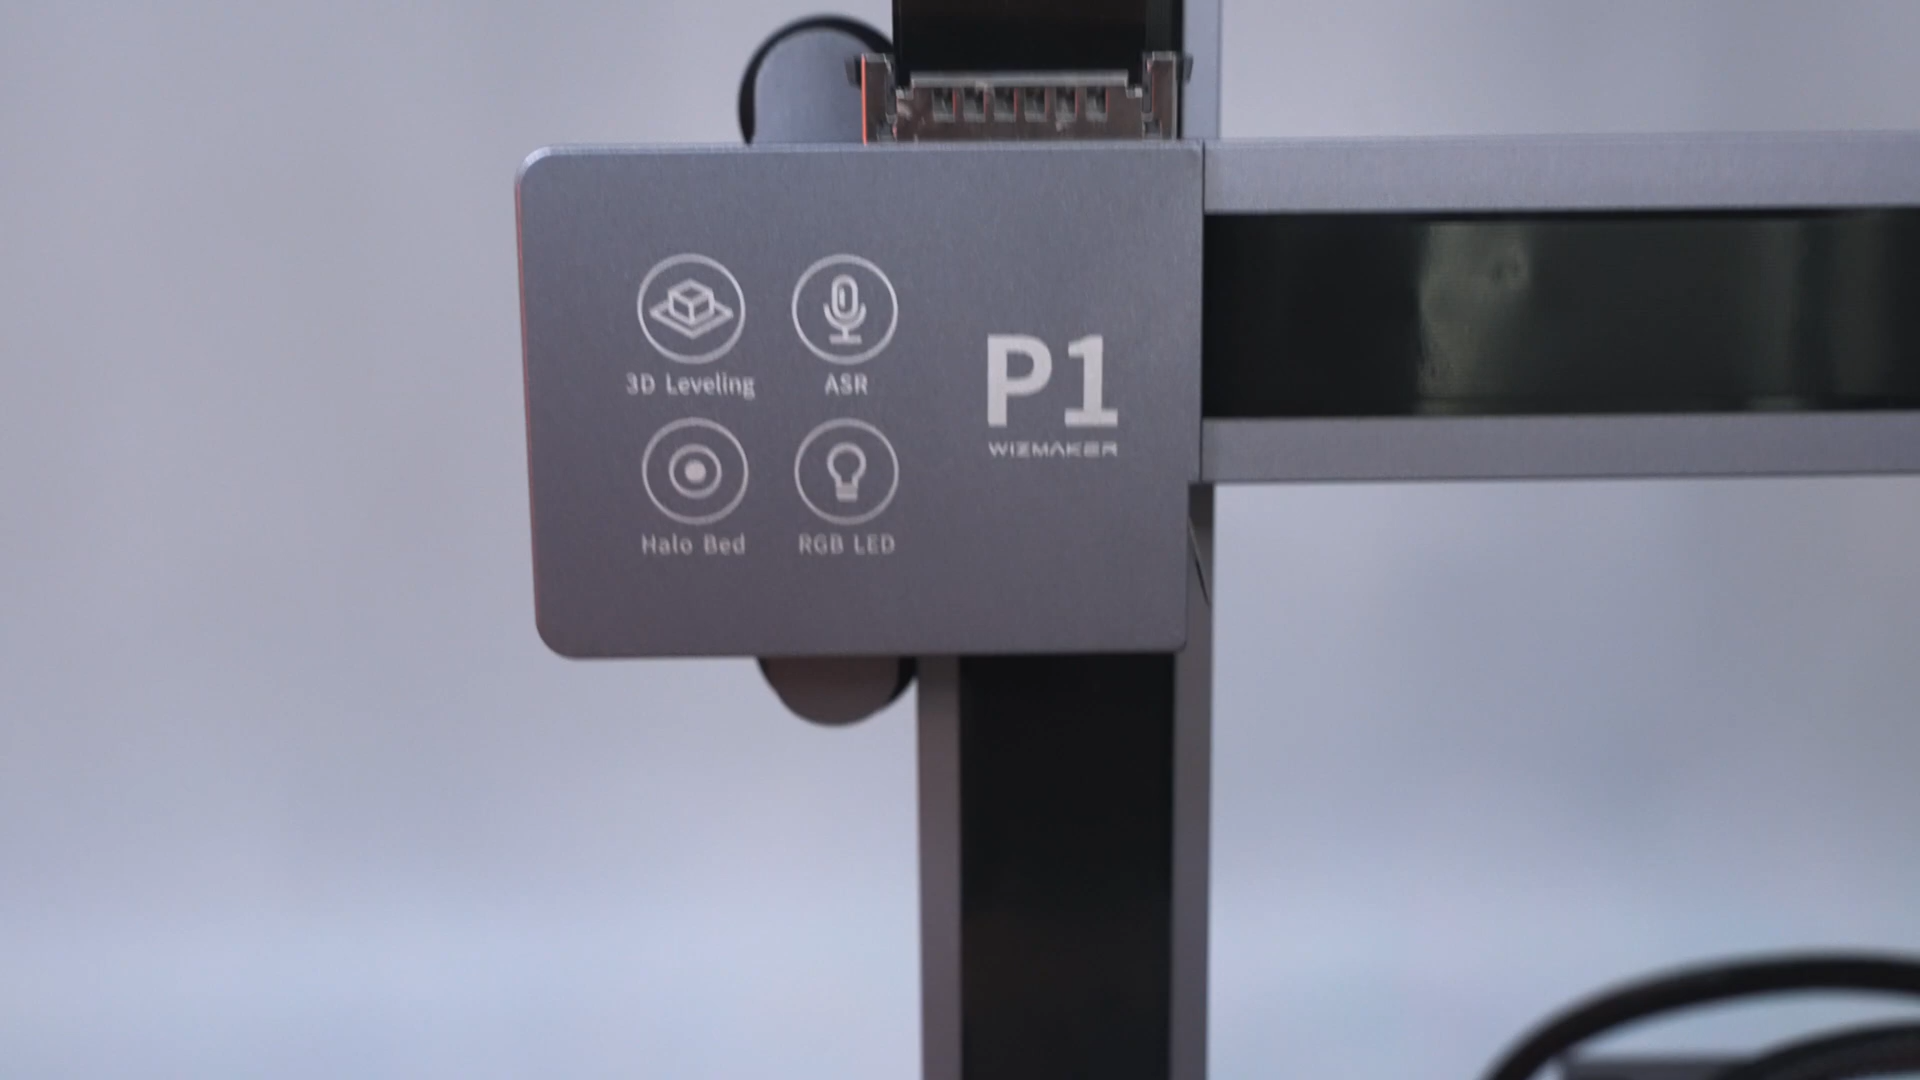 3D Leveling
ASR
Halo Bed
RGB LED
P1
WIZMAKER